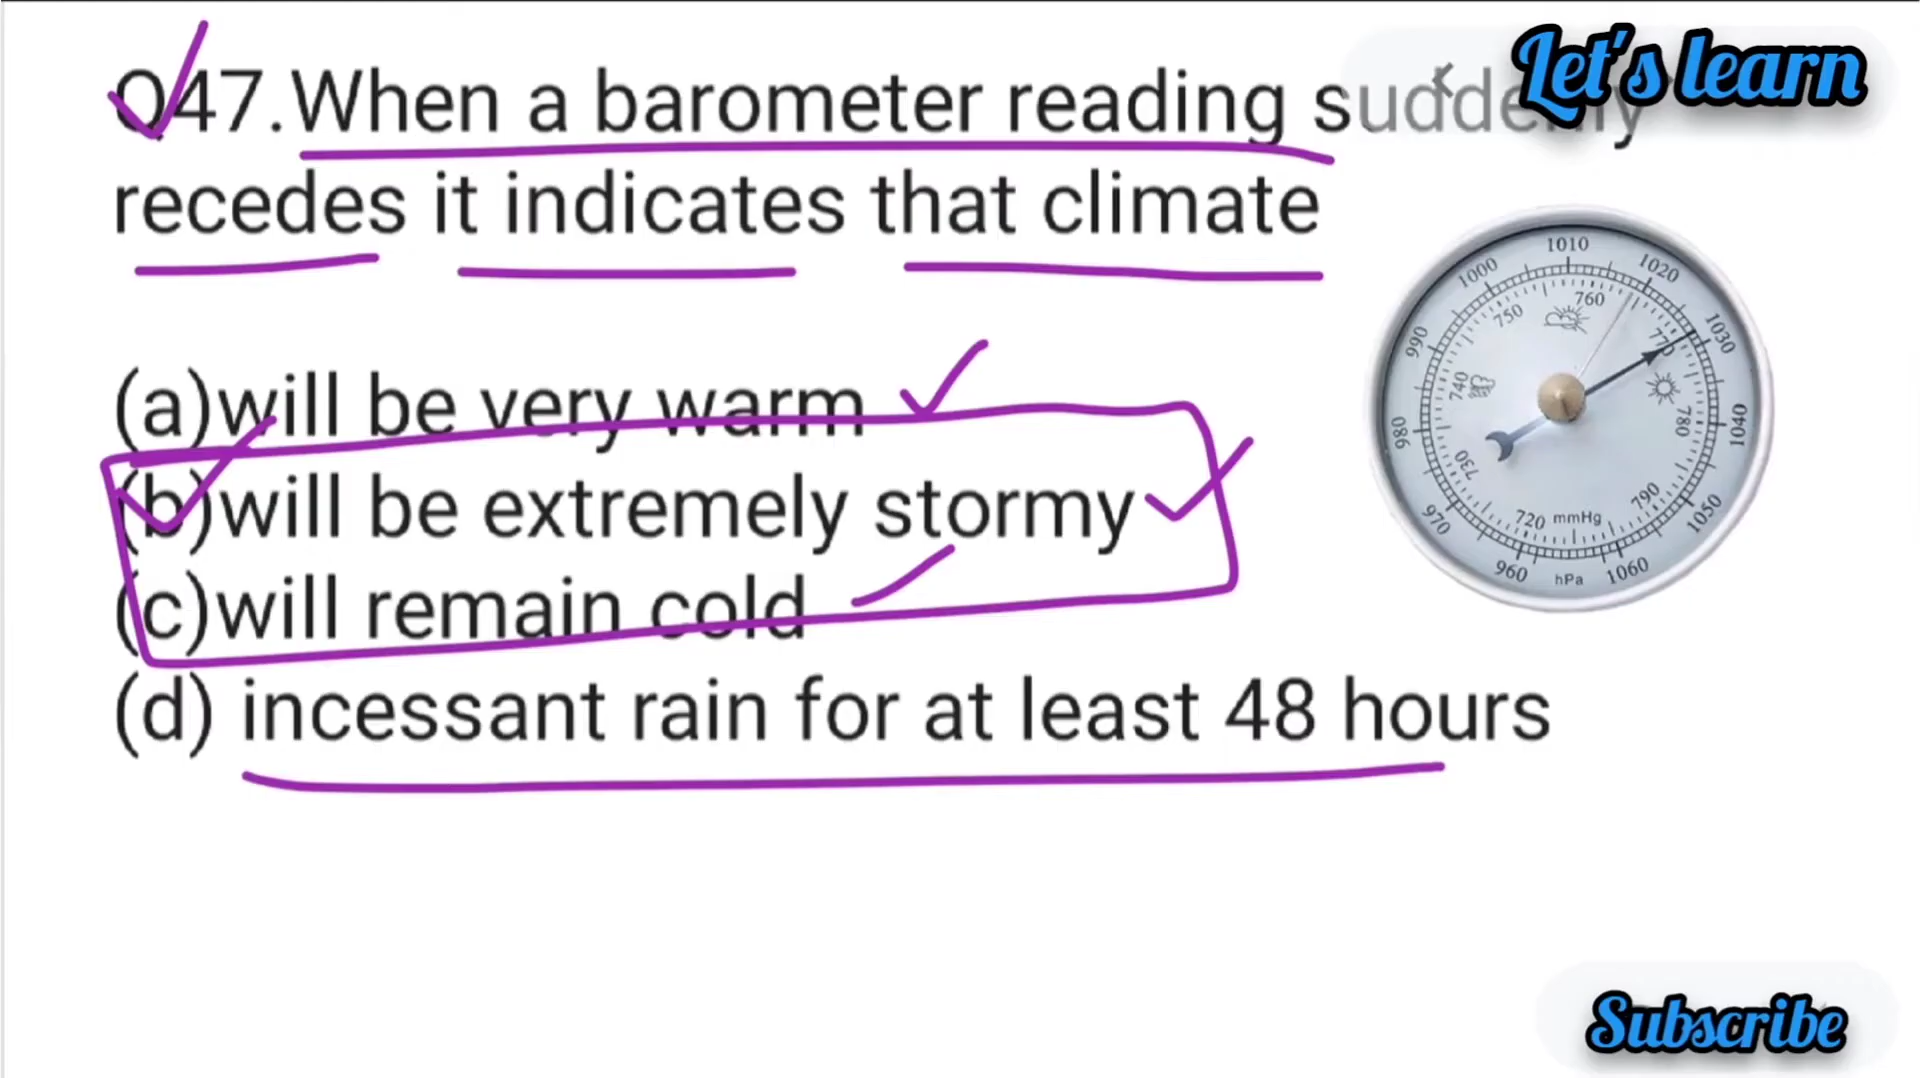 Q47.When a barometer reading suddenly
Let's learn
recedes it indicates that climate
(a)will be very warm
(b)will be extremely stormy
(c)will remain cold
(d) incessant rain for at least 48 hours
1010
1000
1020
760
750
990
770
1030
740
980
780
1040
730
970
790
1050
720 mmHg
960
hPa
1060
Subscribe